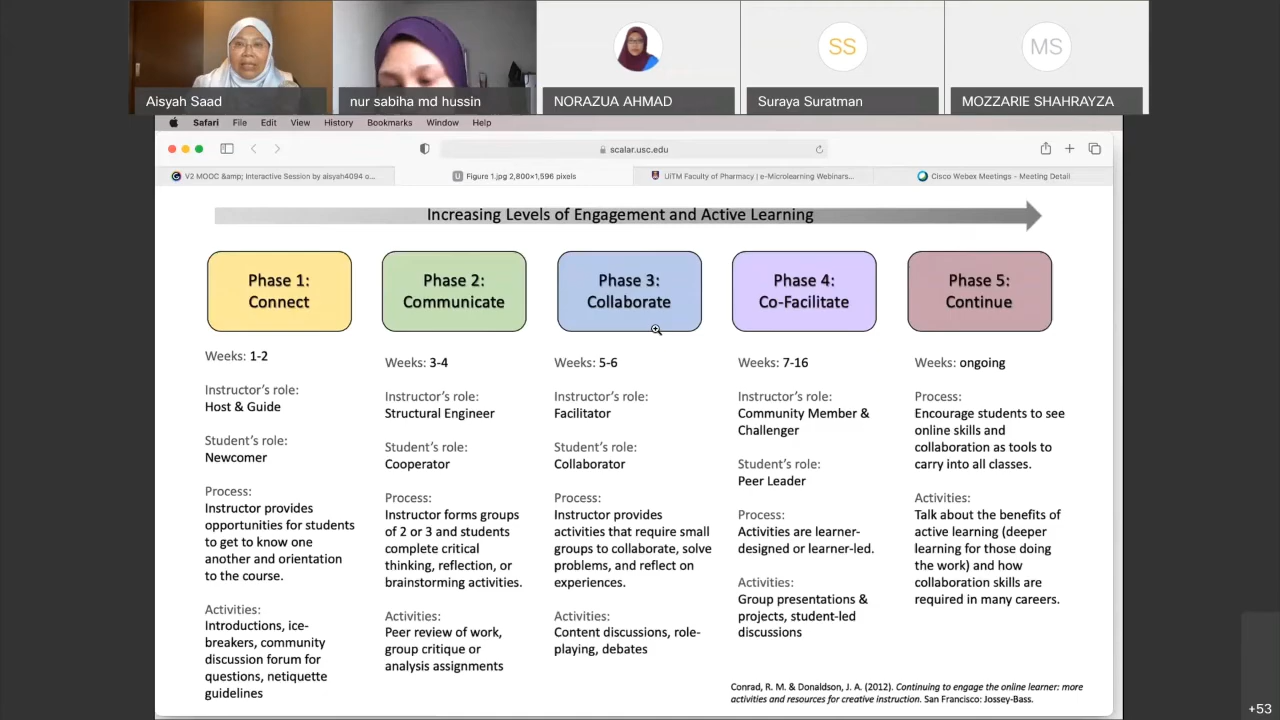 Aisyah Saad
nur sabiha md hussin
NORAZUA AHMAD
SS
Suraya Suratman
MS
MOZZARIE SHAHRAYZA
Safari File Edit View History Bookmarks Window Help
scalar.usc.edu
V2 MOOC &amp; Interactive Session by aisyah4094 o...
U Figure 1.jpg 2,800×1,596 pixels
UITM Faculty of Pharmacy | e-Microlearning Webinars...
Cisco Webex Meetings - Meeting Detail
Increasing Levels of Engagement and Active Learning
Phase 1:
Connect
Weeks: 1-2
Instructor's role:
Host & Guide
Student's role:
Newcomer
Process:
Instructor provides
opportunities for students
to get to know one
another and orientation
to the course.
Activities:
Introductions, ice-
breakers, community
discussion forum for
questions, netiquette
guidelines
Phase 2:
Communicate
Weeks: 3-4
Instructor's role:
Structural Engineer
Student's role:
Cooperator
Process:
Instructor forms groups
of 2 or 3 and students
complete critical
thinking, reflection, or
brainstorming activities.
Activities:
Peer review of work,
group critique or
analysis assignments
Phase 3:
Collaborate
Weeks: 5-6
Instructor's role:
Facilitator
Student's role:
Collaborator
Process:
Instructor provides
activities that require small
groups to collaborate, solve
problems, and reflect on
experiences.
Activities:
Content discussions, role-
playing, debates
Phase 4:
Co-Facilitate
Weeks: 7-16
Instructor's role:
Community Member &
Challenger
Student's role:
Peer Leader
Process:
Activities are learner-
designed or learner-led.
Activities:
Group presentations &
projects, student-led
discussions
Phase 5:
Continue
Weeks: ongoing
Process:
Encourage students to see
online skills and
collaboration as tools to
carry into all classes.
Activities:
Talk about the benefits of
active learning (deeper
learning for those doing
the work) and how
collaboration skills are
required in many careers.
Conrad, R. M. & Donaldson, J. A. (2012). Continuing to engage the online learner: more
activities and resources for creative instruction. San Francisco: Jossey-Bass.
+53